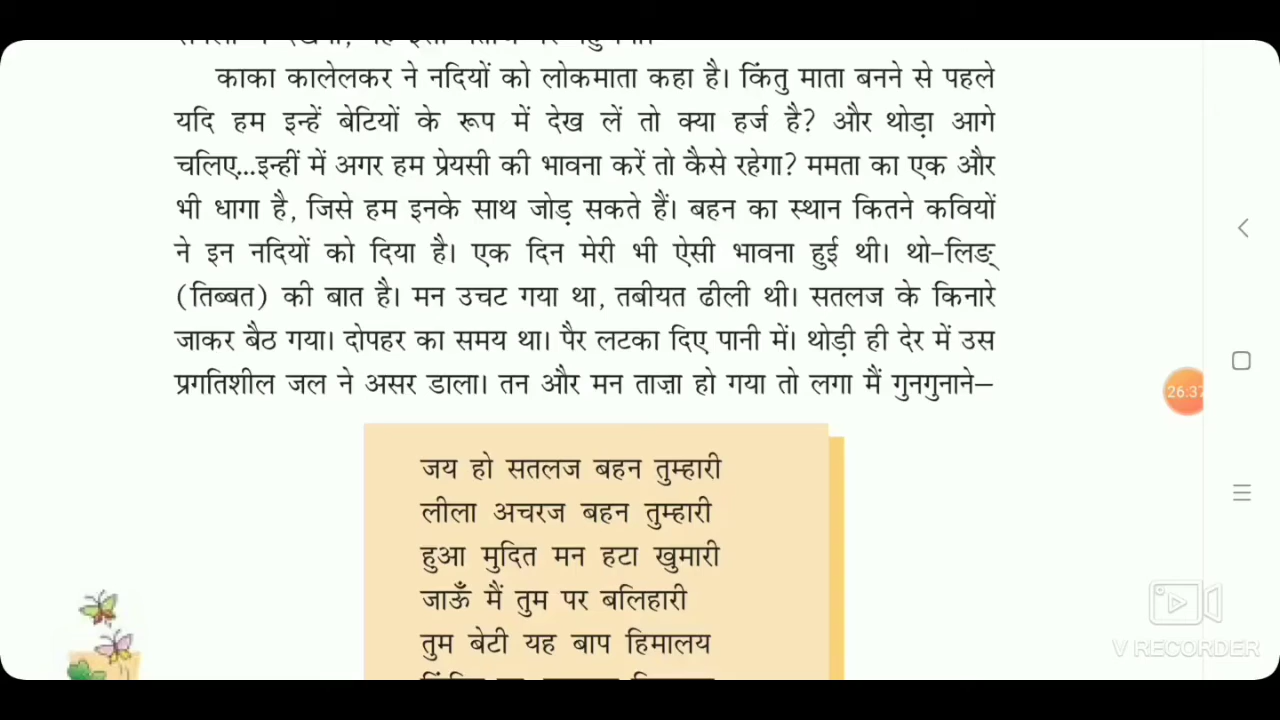 काका कालेलकर ने नदियों को लोकमाता कहा है। किंतु माता बनने से पहले
यदि हम इन्हें बेटियों के रूप में देख लें तो क्या हर्ज है? और थोड़ा आगे
चलिए...इन्हीं में अगर हम प्रेयसी की भावना करें तो कैसे रहेगा? ममता का एक और
भी धागा है, जिसे हम इनके साथ जोड़ सकते हैं। बहन का स्थान कितने कवियों
ने इन नदियों को दिया है। एक दिन मेरी भी ऐसी भावना हुई थी। थो-लिङ्
(तिब्बत) की बात है। मन उचट गया था, तबीयत ढीली थी। सतलज के किनारे
जाकर बैठ गया। दोपहर का समय था। पैर लटका दिए पानी में। थोड़ी ही देर में उस
प्रगतिशील जल ने असर डाला। तन और मन ताज़ा हो गया तो लगा मैं गुनगुनाने—
जय हो सतलज बहन तुम्हारी
लीला अचरज बहन तुम्हारी
हुआ मुदित मन हटा खुमारी
जाऊँ मैं तुम पर बलिहारी
तुम बेटी यह बाप हिमालय
26:37
V RECORDER